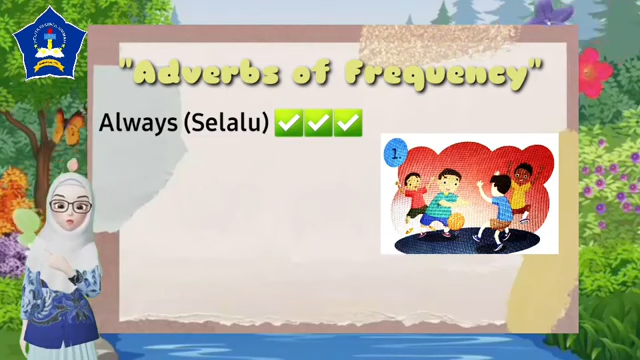 "Adverbs of Frequency"
Always (Selalu) ✅✅✅
1.